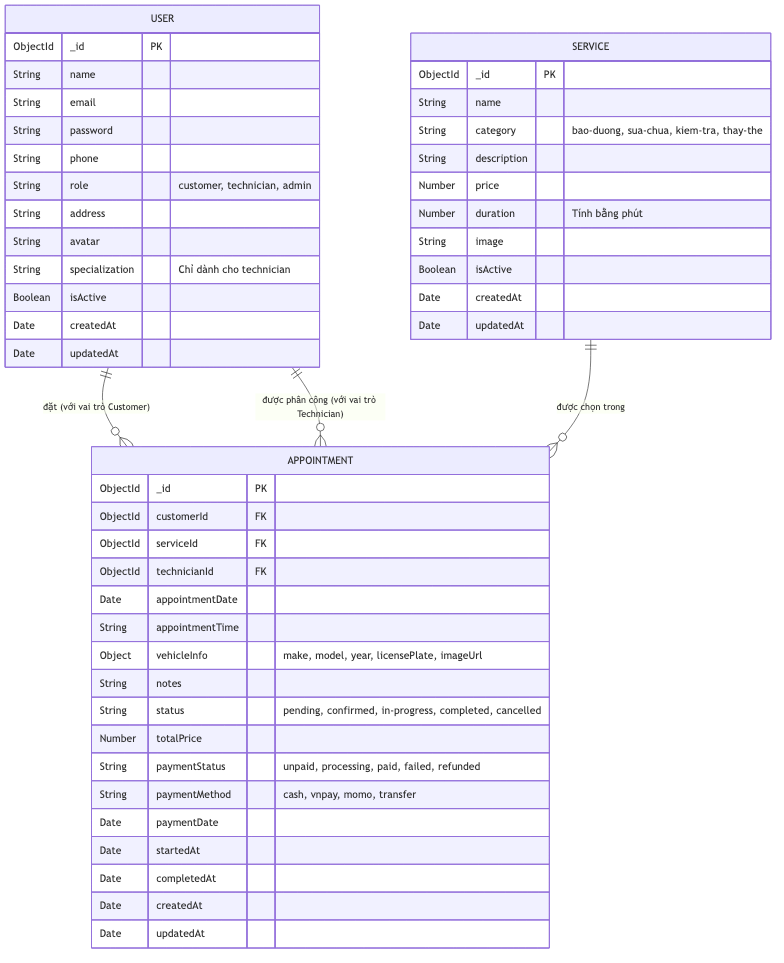 USER
ObjectId _id PK
String name
String email
String password
String phone
String role customer, technician, admin
String address
String avatar
String specialization Chỉ dành cho technician
Boolean isActive
Date createdAt
Date updatedAt
SERVICE
ObjectId _id PK
String name
String category bao-duong, sua-chua, kiem-tra, thay-the
String description
Number price
Number duration Tính bằng phút
String image
Boolean isActive
Date createdAt
Date updatedAt
đặt (với vai trò Customer)
được phân công (với vai trò
Technician)
được chọn trong
APPOINTMENT
ObjectId _id PK
ObjectId customerId FK
ObjectId serviceId FK
ObjectId technicianId FK
Date appointmentDate
String appointmentTime
Object vehicleInfo make, model, year, licensePlate, imageUrl
String notes
String status pending, confirmed, in-progress, completed, cancelled
Number totalPrice
String paymentStatus unpaid, processing, paid, failed, refunded
String paymentMethod cash, vnpay, momo, transfer
Date paymentDate
Date startedAt
Date completedAt
Date createdAt
Date updatedAt